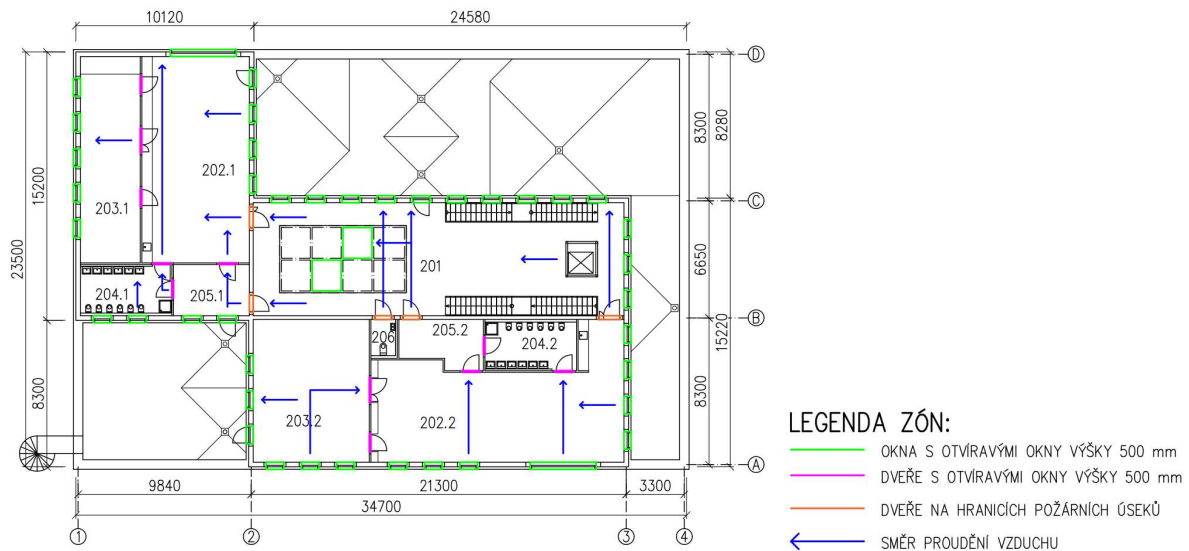 10120 24580
D
8300 8280
15200
23500
202.1
203.1
C
201
6650
204.1 205.1
B
206 205.2 204.2
15220
8300
203.2 202.2
8300
A
9840 21300 3300
34700
1 2 3 4
LEGENDA ZÓN:
OKNA S OTVÍRAVÝMI OKNY VÝŠKY 500 mm
DVEŘE S OTVÍRAVÝMI OKNY VÝŠKY 500 mm
DVEŘE NA HRANICÍCH POŽÁRNÍCH ÚSEKŮ
SMĚR PROUDĚNÍ VZDUCHU